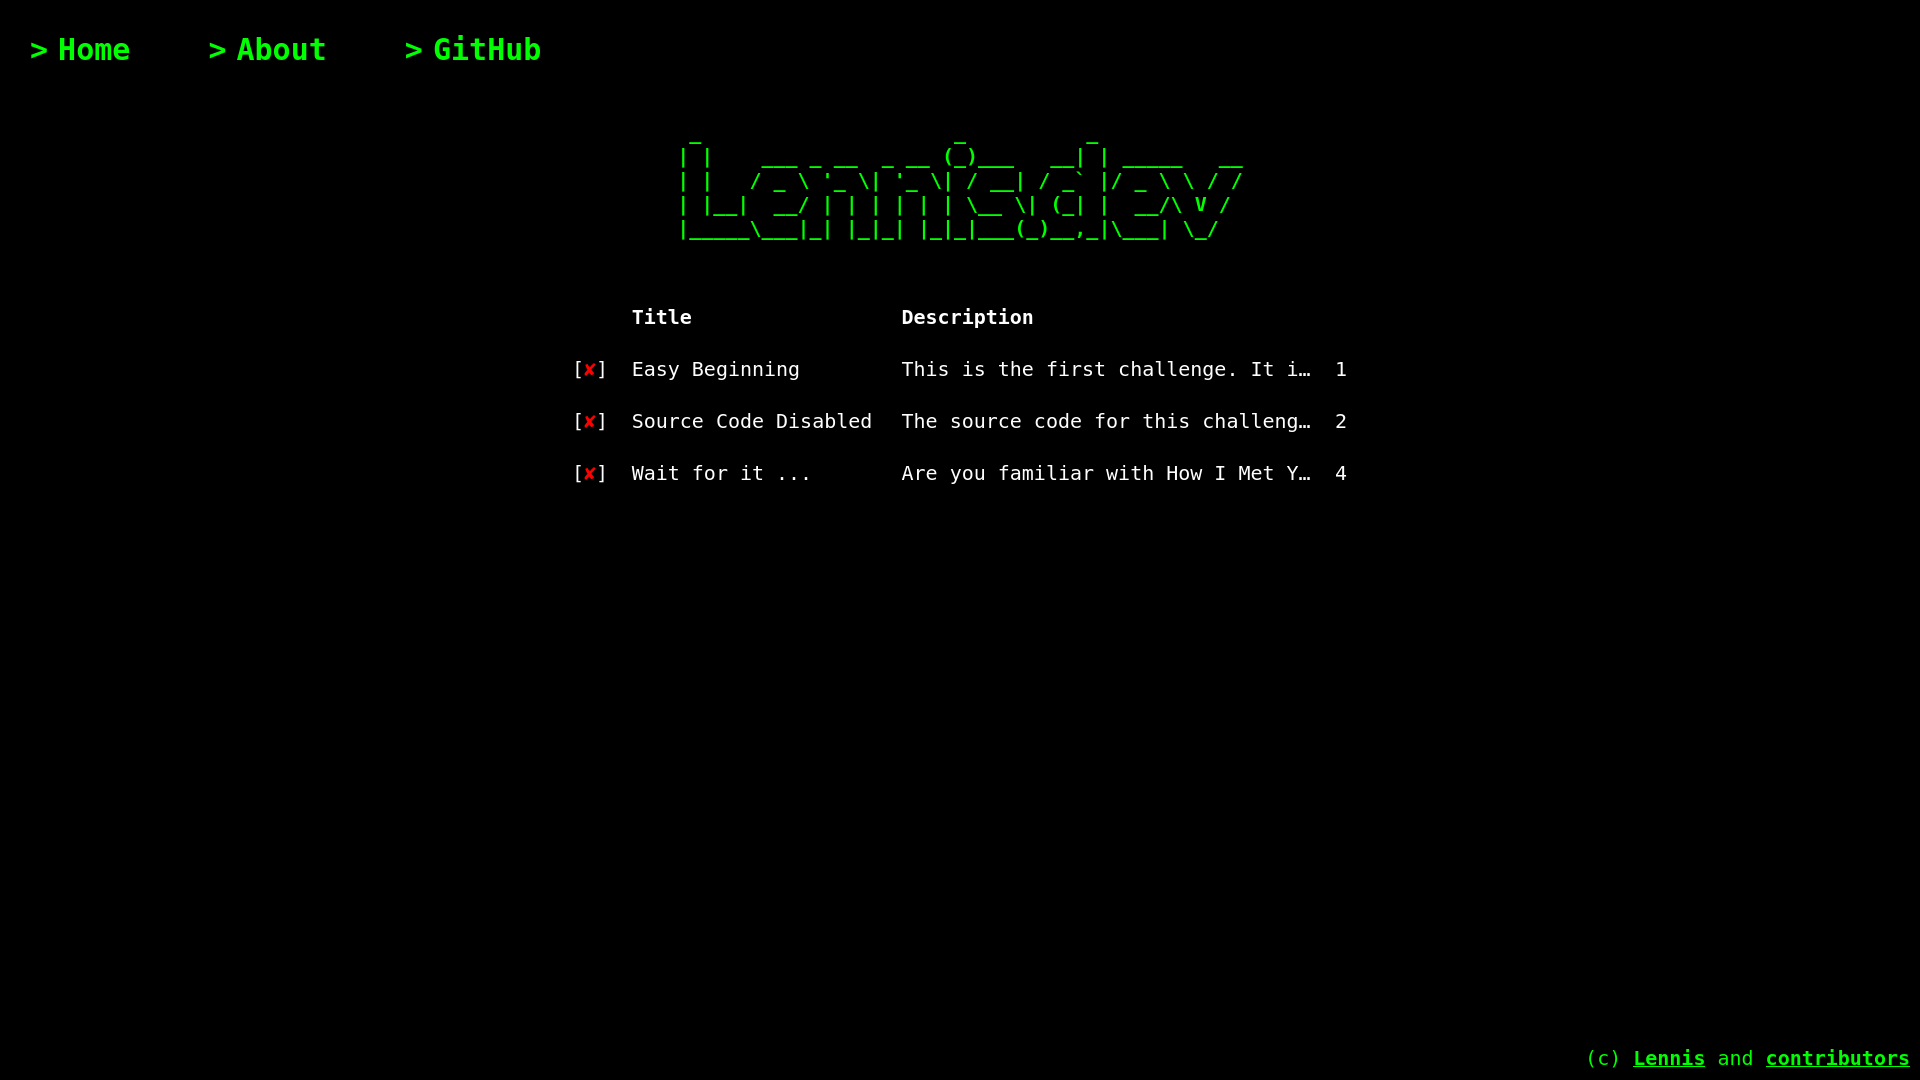 > Home > About > GitHub
Lennis.dev
Title Description
[✘] Easy Beginning This is the first challenge. It i… 1
[✘] Source Code Disabled The source code for this challeng… 2
[✘] Wait for it ... Are you familiar with How I Met Y… 4
(c) Lennis and contributors